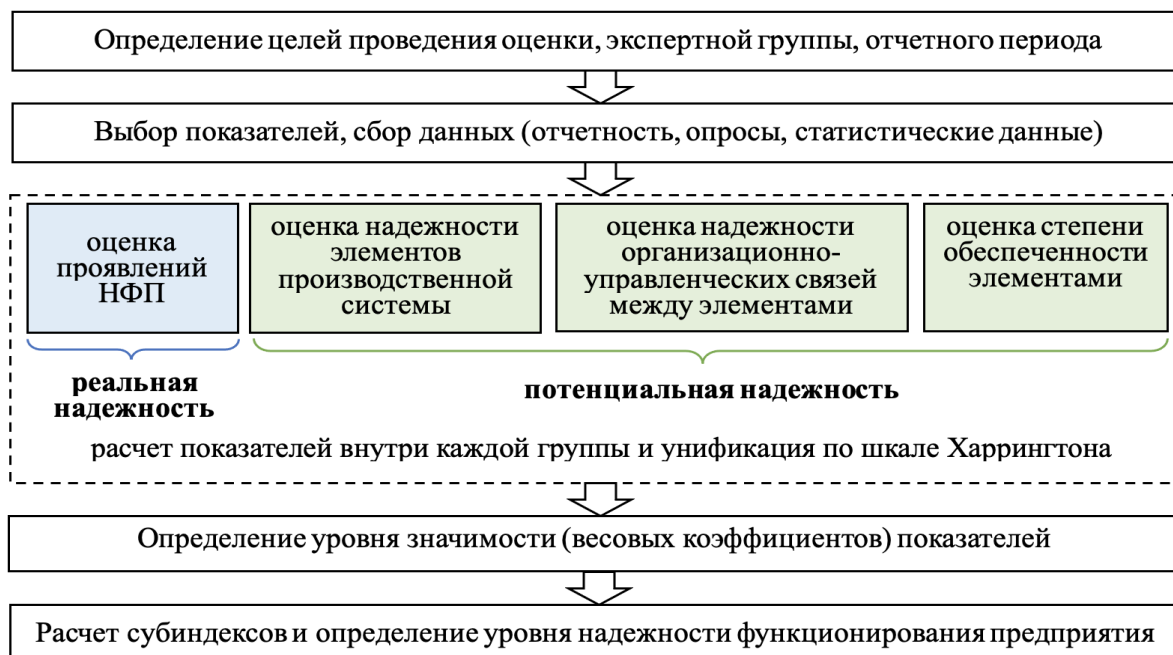 Определение целей проведения оценки, экспертной группы, отчетного периода
Выбор показателей, сбор данных (отчетность, опросы, статистические данные)
оценка
проявлений
НФП
оценка надежности
элементов
производственной
системы
оценка надежности
организационно-
управленческих связей
между элементами
оценка степени
обеспеченности
элементами
реальная
надежность
потенциальная надежность
расчет показателей внутри каждой группы и унификация по шкале Харрингтона
Определение уровня значимости (весовых коэффициентов) показателей
Расчет субиндексов и определение уровня надежности функционирования предприятия